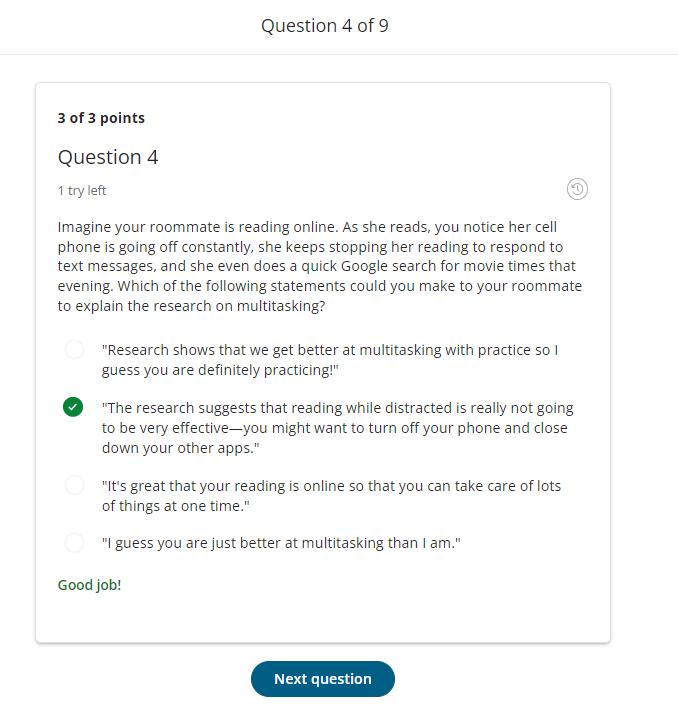 Question 4 of 9
3 of 3 points
Question 4
1 try left
Imagine your roommate is reading online. As she reads, you notice her cell
phone is going off constantly, she keeps stopping her reading to respond to
text messages, and she even does a quick Google search for movie times that
evening. Which of the following statements could you make to your roommate
to explain the research on multitasking?
"Research shows that we get better at multitasking with practice so I
guess you are definitely practicing!"
"The research suggests that reading while distracted is really not going
to be very effective—you might want to turn off your phone and close
down your other apps."
"It's great that your reading is online so that you can take care of lots
of things at one time."
"I guess you are just better at multitasking than I am."
Good job!
Next question